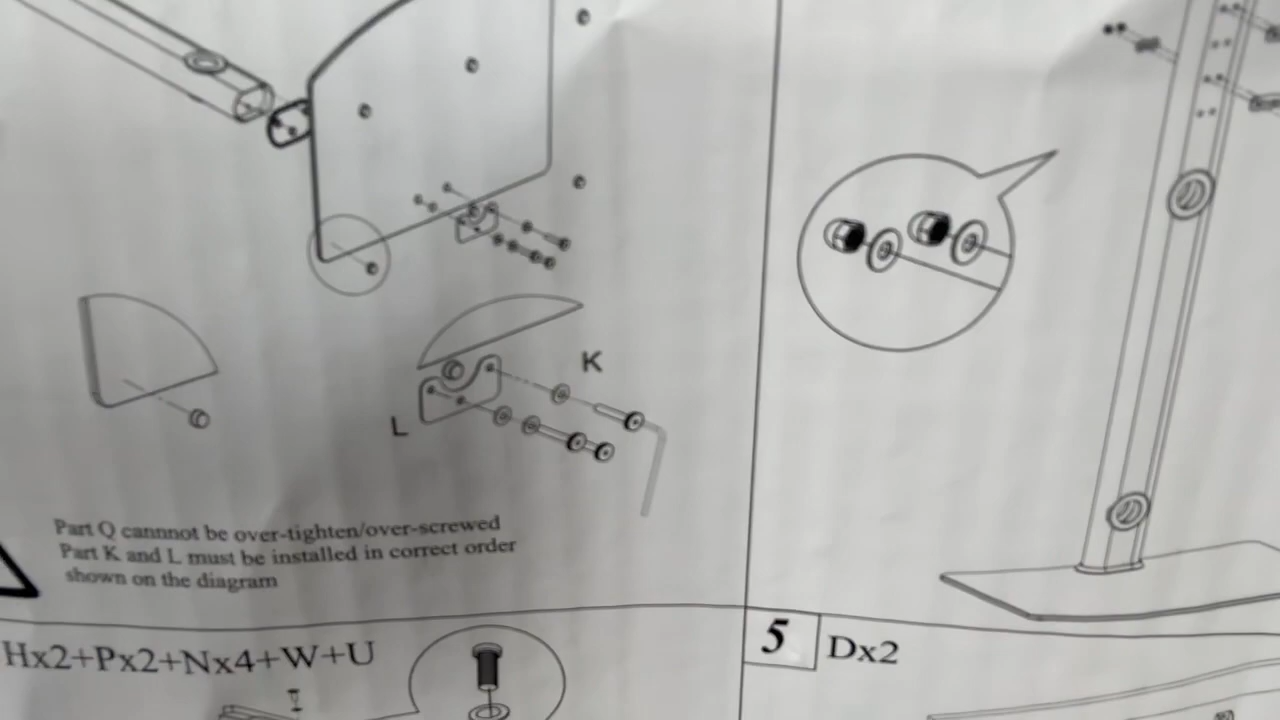 K
L
Part Q cannnot be over-tighten/over-screwed
Part K and L must be installed in correct order
shown on the diagram
Hx2+Px2+Nx4+W+U
5 Dx2